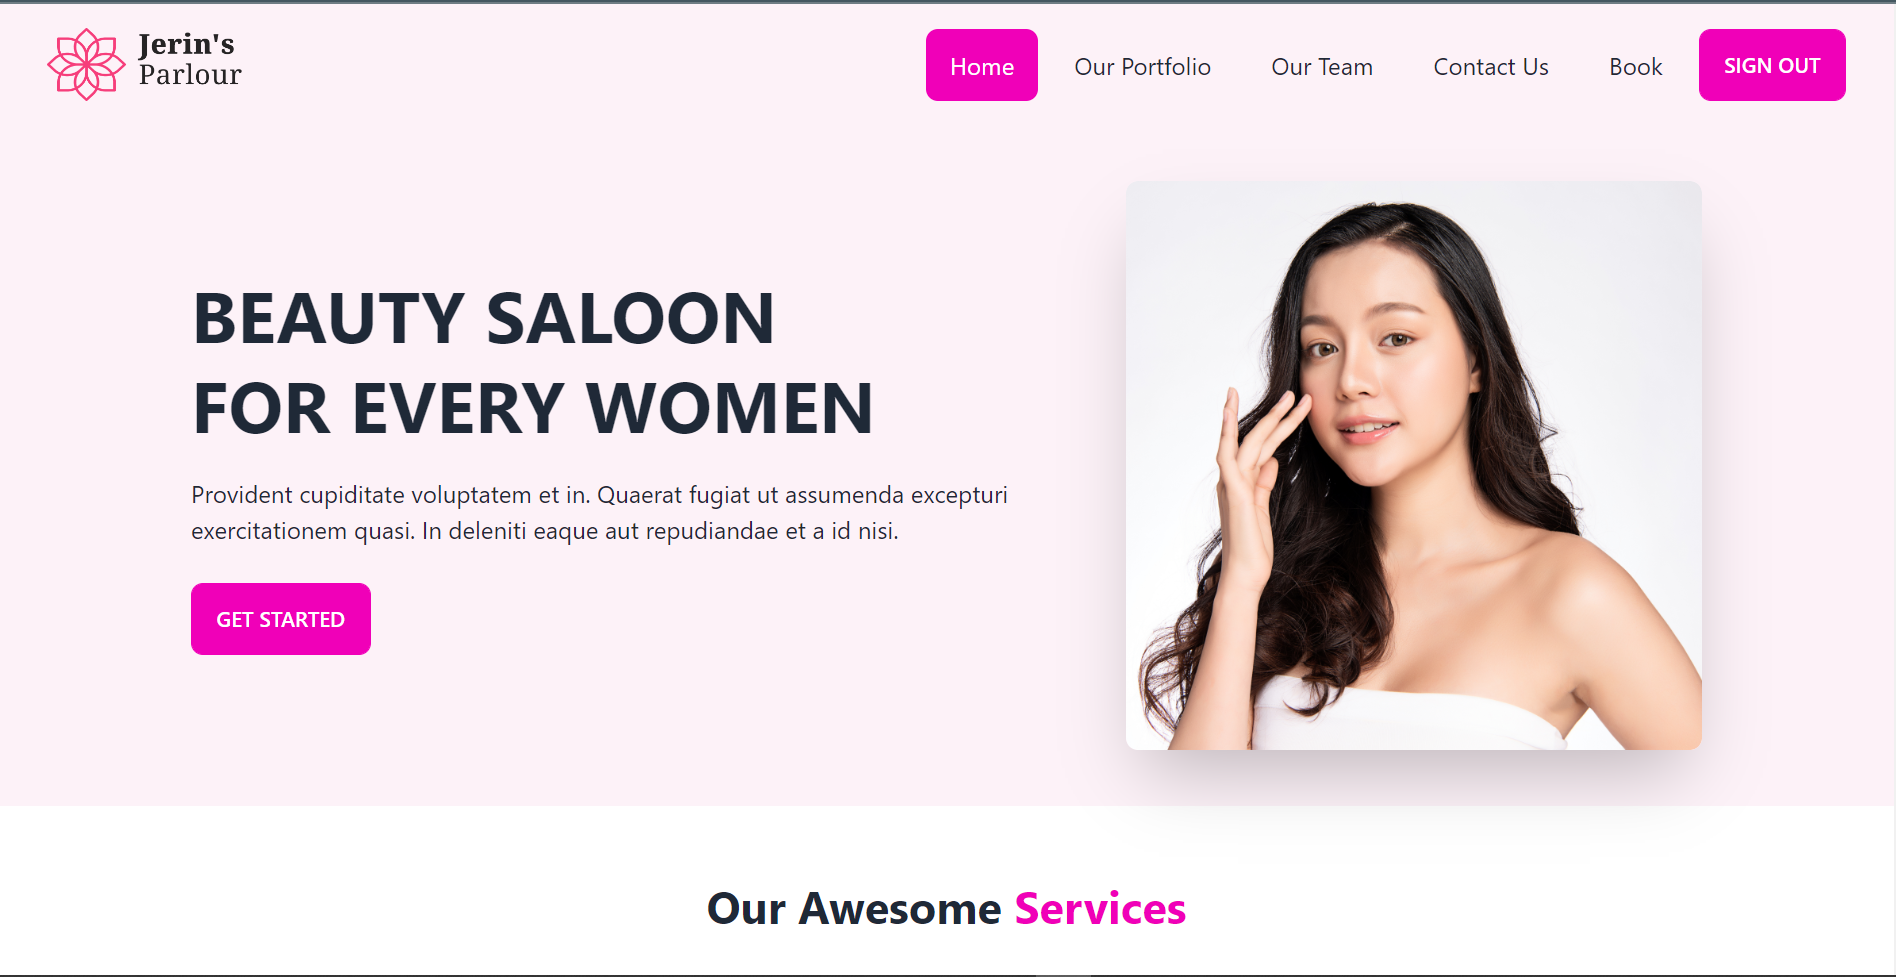 Jerin's
Parlour
Home Our Portfolio Our Team Contact Us Book SIGN OUT
BEAUTY SALOON
FOR EVERY WOMEN
Provident cupiditate voluptatem et in. Quaerat fugiat ut assumenda excepturi
exercitationem quasi. In deleniti eaque aut repudiandae et a id nisi.
GET STARTED
Our Awesome Services